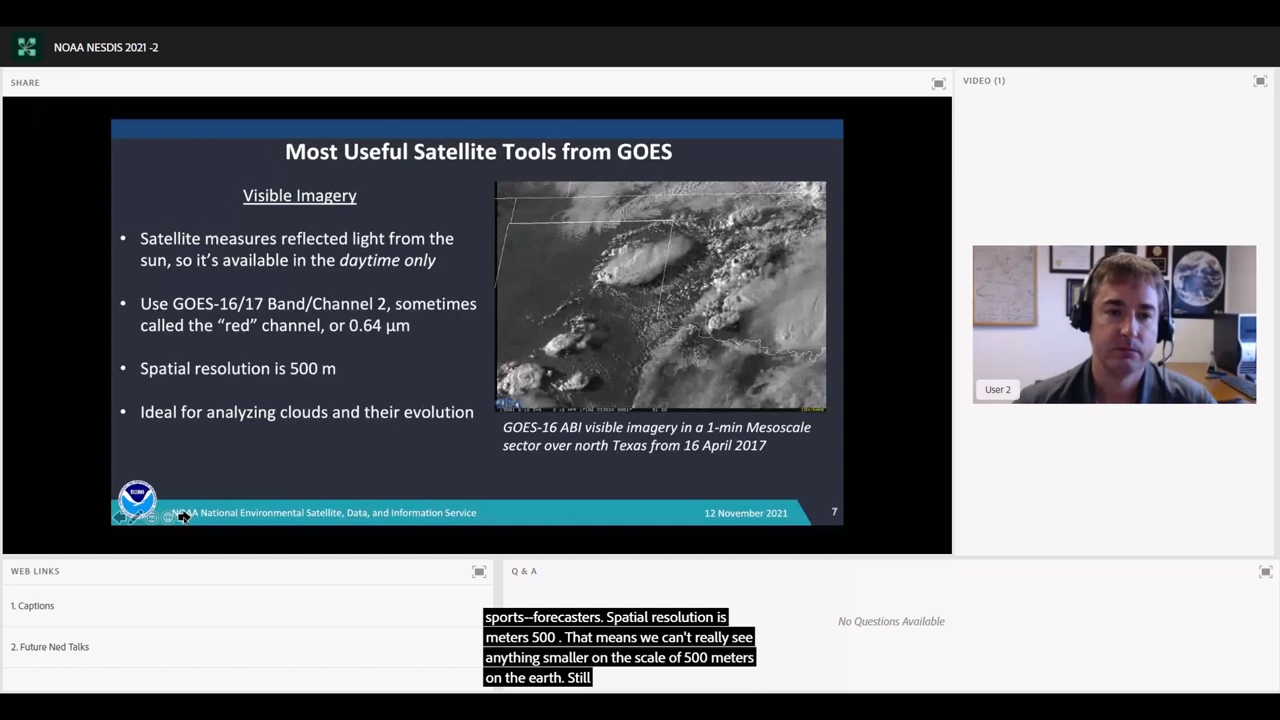 NOAA NESDIS 2021 -2
SHARE
VIDEO (1)
Most Useful Satellite Tools from GOES
Visible Imagery
• Satellite measures reflected light from the
sun, so it's available in the daytime only
• Use GOES-16/17 Band/Channel 2, sometimes
called the "red" channel, or 0.64 µm
• Spatial resolution is 500 m
• Ideal for analyzing clouds and their evolution
GOES-16 ABI visible imagery in a 1-min Mesoscale
sector over north Texas from 16 April 2017
NOAA
NOAA National Environmental Satellite, Data, and Information Service
12 November 2021
7
User 2
WEB LINKS
1. Captions
2. Future Ned Talks
Q & A
No Questions Available
sports--forecasters. Spatial resolution is
meters 500 . That means we can't really see
anything smaller on the scale of 500 meters
on the earth. Still